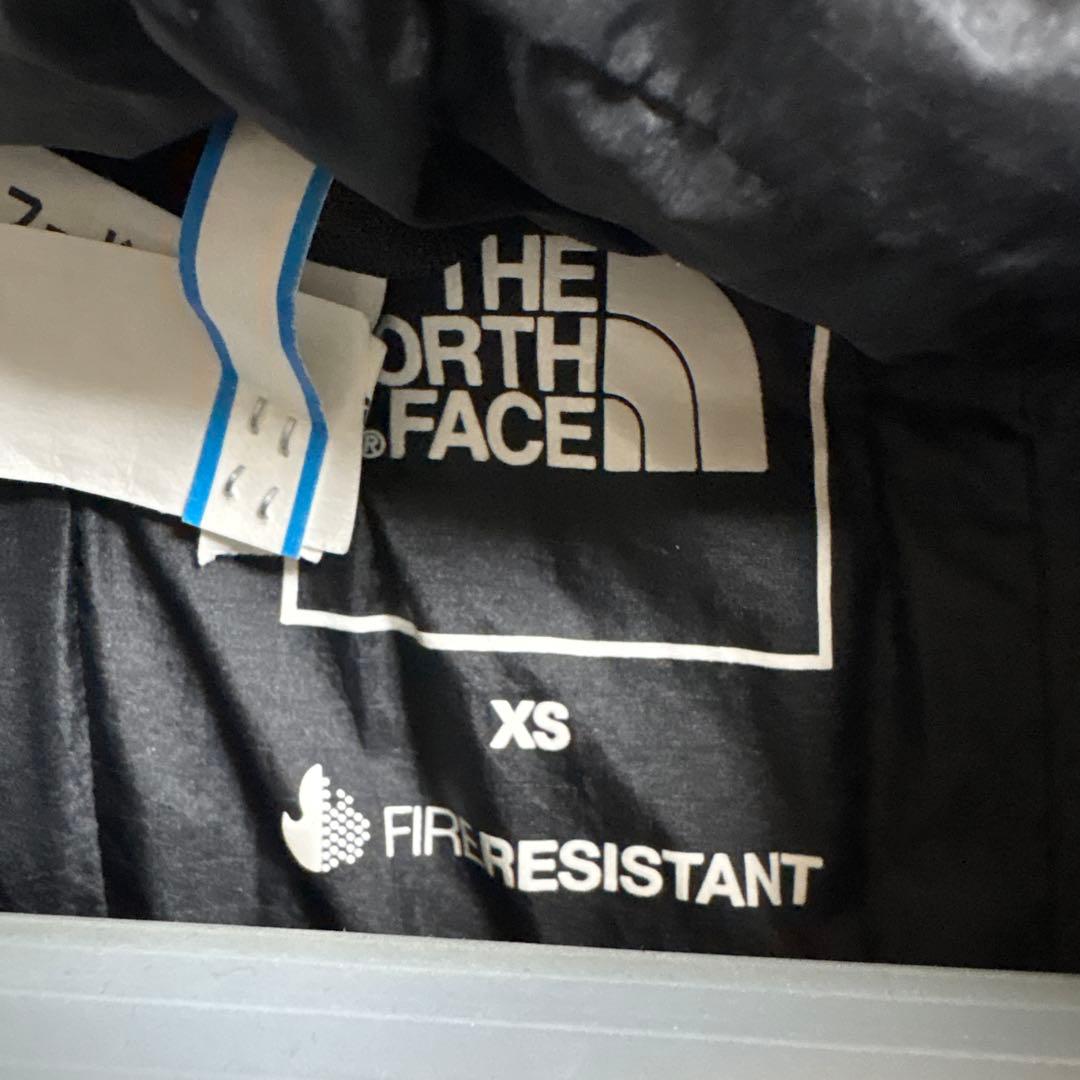 THE
ORTH
®FACE
XS
FIRERESISTANT